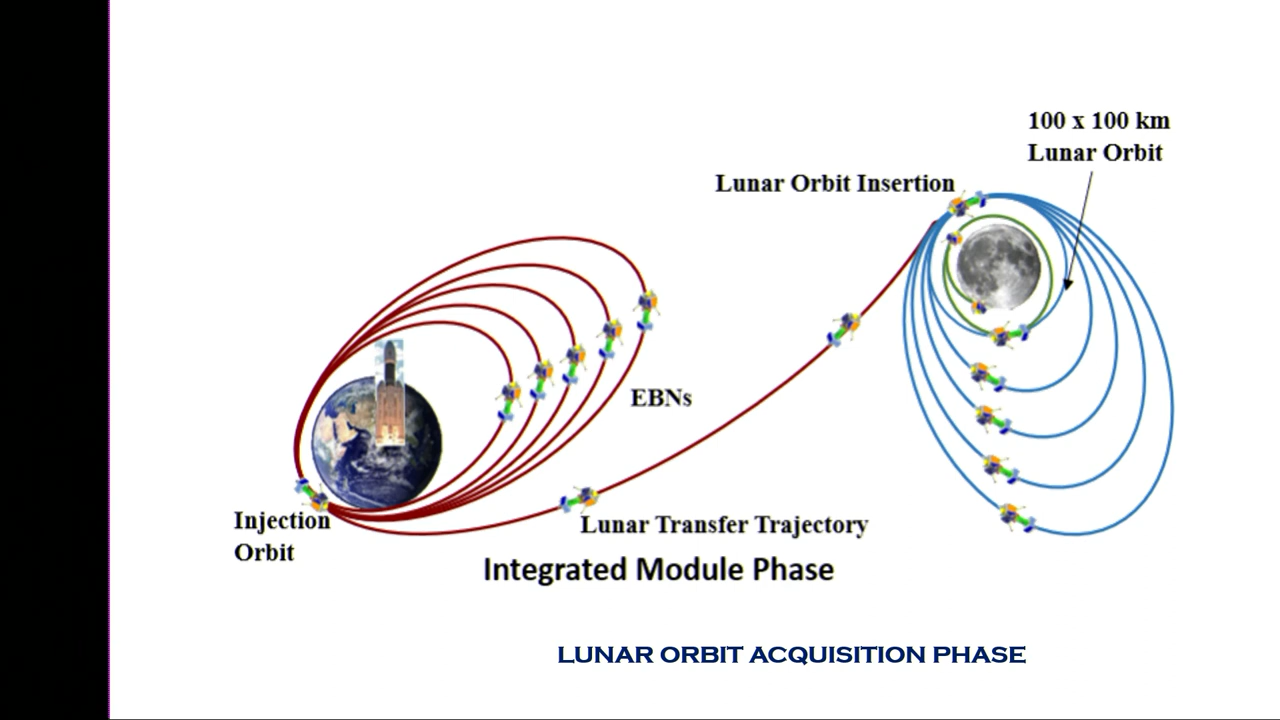 100 x 100 km
Lunar Orbit
Lunar Orbit Insertion
EBNs
Injection
Orbit
Lunar Transfer Trajectory
Integrated Module Phase
LUNAR ORBIT ACQUISITION PHASE